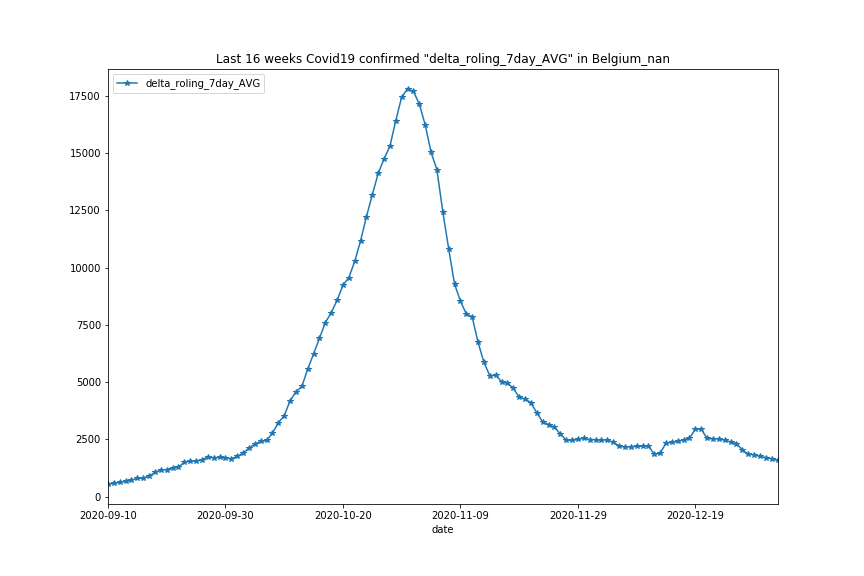 Last 16 weeks Covid19 confirmed "delta_roling_7day_AVG" in Belgium_nan
delta_roling_7day_AVG
17500
15000
12500
10000
7500
5000
2500
0
2020-09-10 2020-09-30 2020-10-20 2020-11-09 2020-11-29 2020-12-19
date